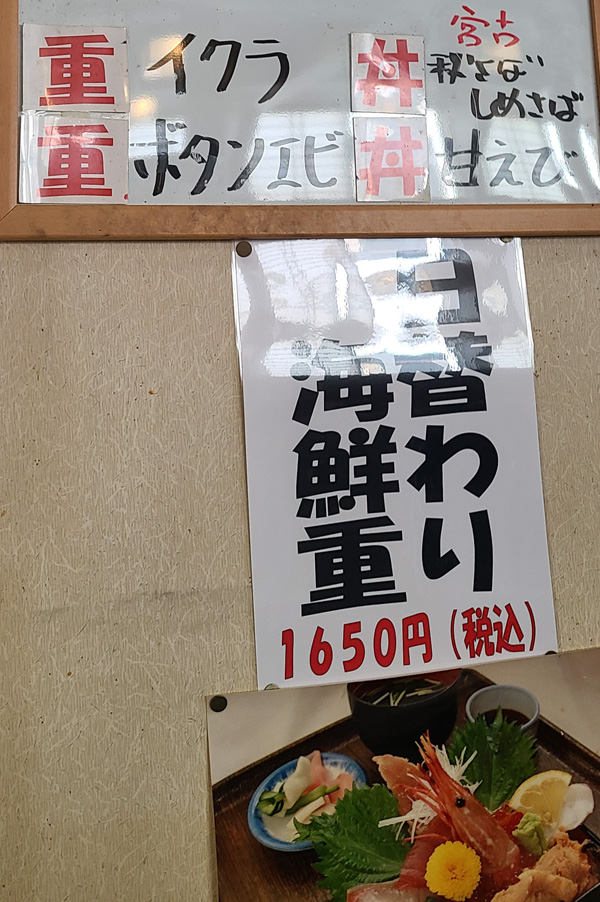 重 イクラ
丼 宮古
秋さば
しめさば
重 ボタンエビ
丼 甘えび
日替わり
海鮮重
1650円(税込)